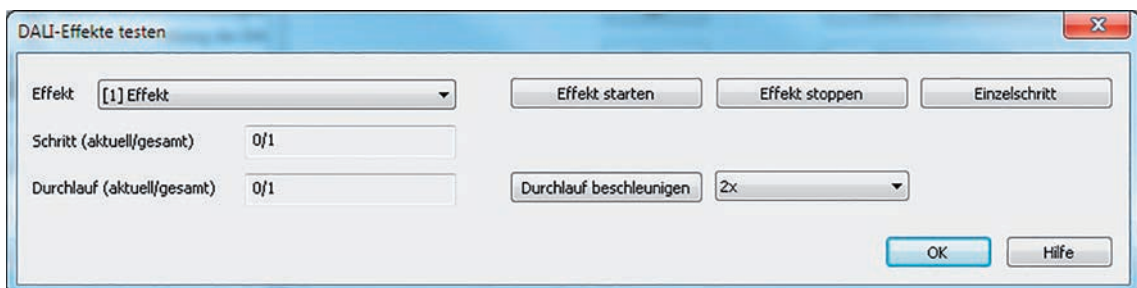 DALI-Effekte testen
Effekt [1] Effekt Effekt starten Effekt stoppen Einzelschritt
Schritt (aktuell/gesamt) 0/1
Durchlauf (aktuell/gesamt) 0/1 Durchlauf beschleunigen 2x
OK Hilfe